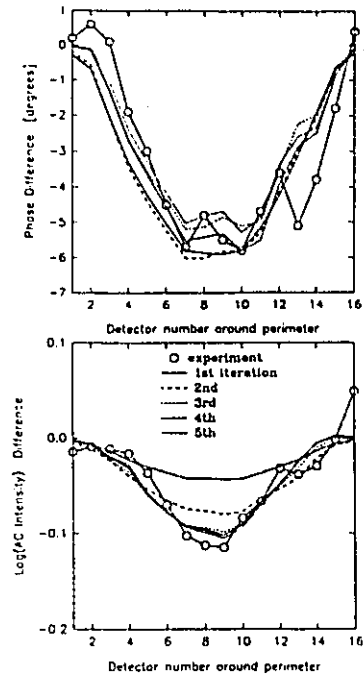 1
0
-1
-2
-3
-4
-5
-6
-7
Phase Difference [degrees]
2 4 6 8 10 12 14 16
Detector number around perimeter
0.1
0.0
-0.1
-0.2
Log(AC Intensity) Difference
experiment
1st iteration
2nd
3rd
4th
5th
2 4 6 8 10 12 14 16
Detector number around perimeter